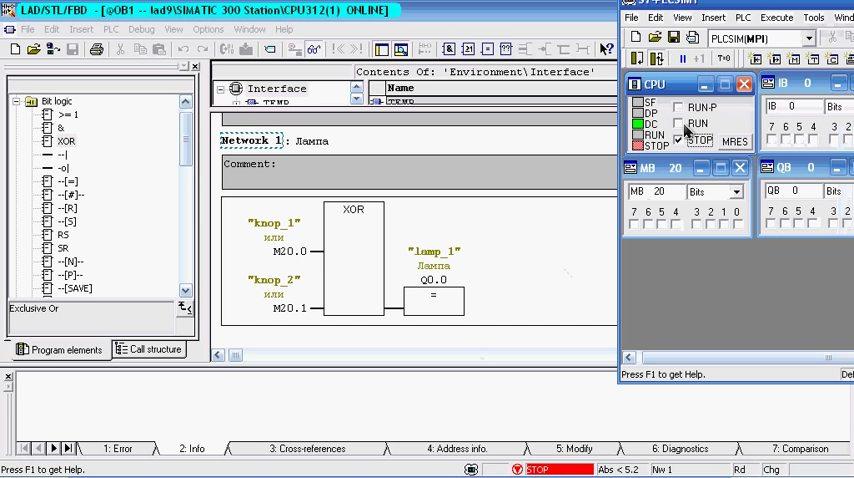 LAD/STL/FBD - [@OB1 -- lad9\SIMATIC 300 Station\CPU312(1) ONLINE]
File Edit Insert PLC Debug View Options Window Help
Contents Of: 'Environment\Interface'
Interface
Name
TEMP
TEMP
Bit logic
>= 1
&
XOR
--|
-o|
--[=]
--[#]--
--[R]
--[S]
RS
SR
--[N]--
--[P]--
--[SAVE]
Exclusive Or
Program elements
Call structure
Network 1 : Лампа
Comment:
XOR
"knop_1"
или
M20.0
"knop_2"
или
M20.1
"lamp_1"
Лампа
Q0.0
=
File Edit View Insert PLC Execute Tools
PLCSIM(MPI)
T=0
CPU
SF
DP
DC
RUN
STOP
RUN-P
RUN
STOP
MRES
IB 0
IB 0 Bits
7 6 5 4 3 2
MB 20
MB 20 Bits
7 6 5 4 3 2 1 0
QB 0
QB 0 Bits
7 6 5 4 3 2
Press F1 to get Help.
1: Error
2: Info
3: Cross-references
4: Address info.
5: Modify
6: Diagnostics
7: Comparison
Press F1 to get Help.
STOP
Abs < 5.2
Nw 1
Rd
Chg